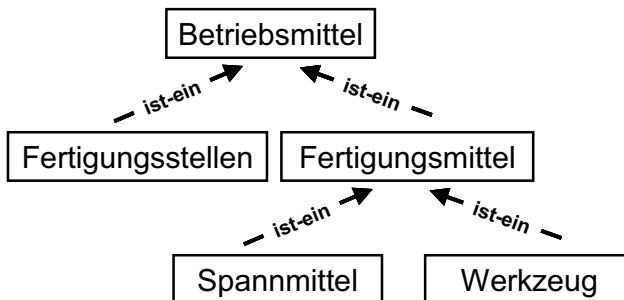 Betriebsmittel
ist-ein
ist-ein
Fertigungsstellen
Fertigungsmittel
ist-ein
ist-ein
Spannmittel
Werkzeug